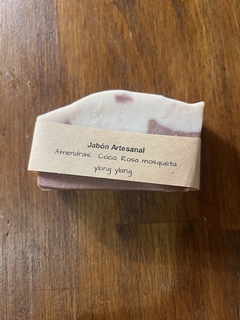 Jabón Artesanal
Almendras. Coco. Rosa mosqueta
ylang ylang